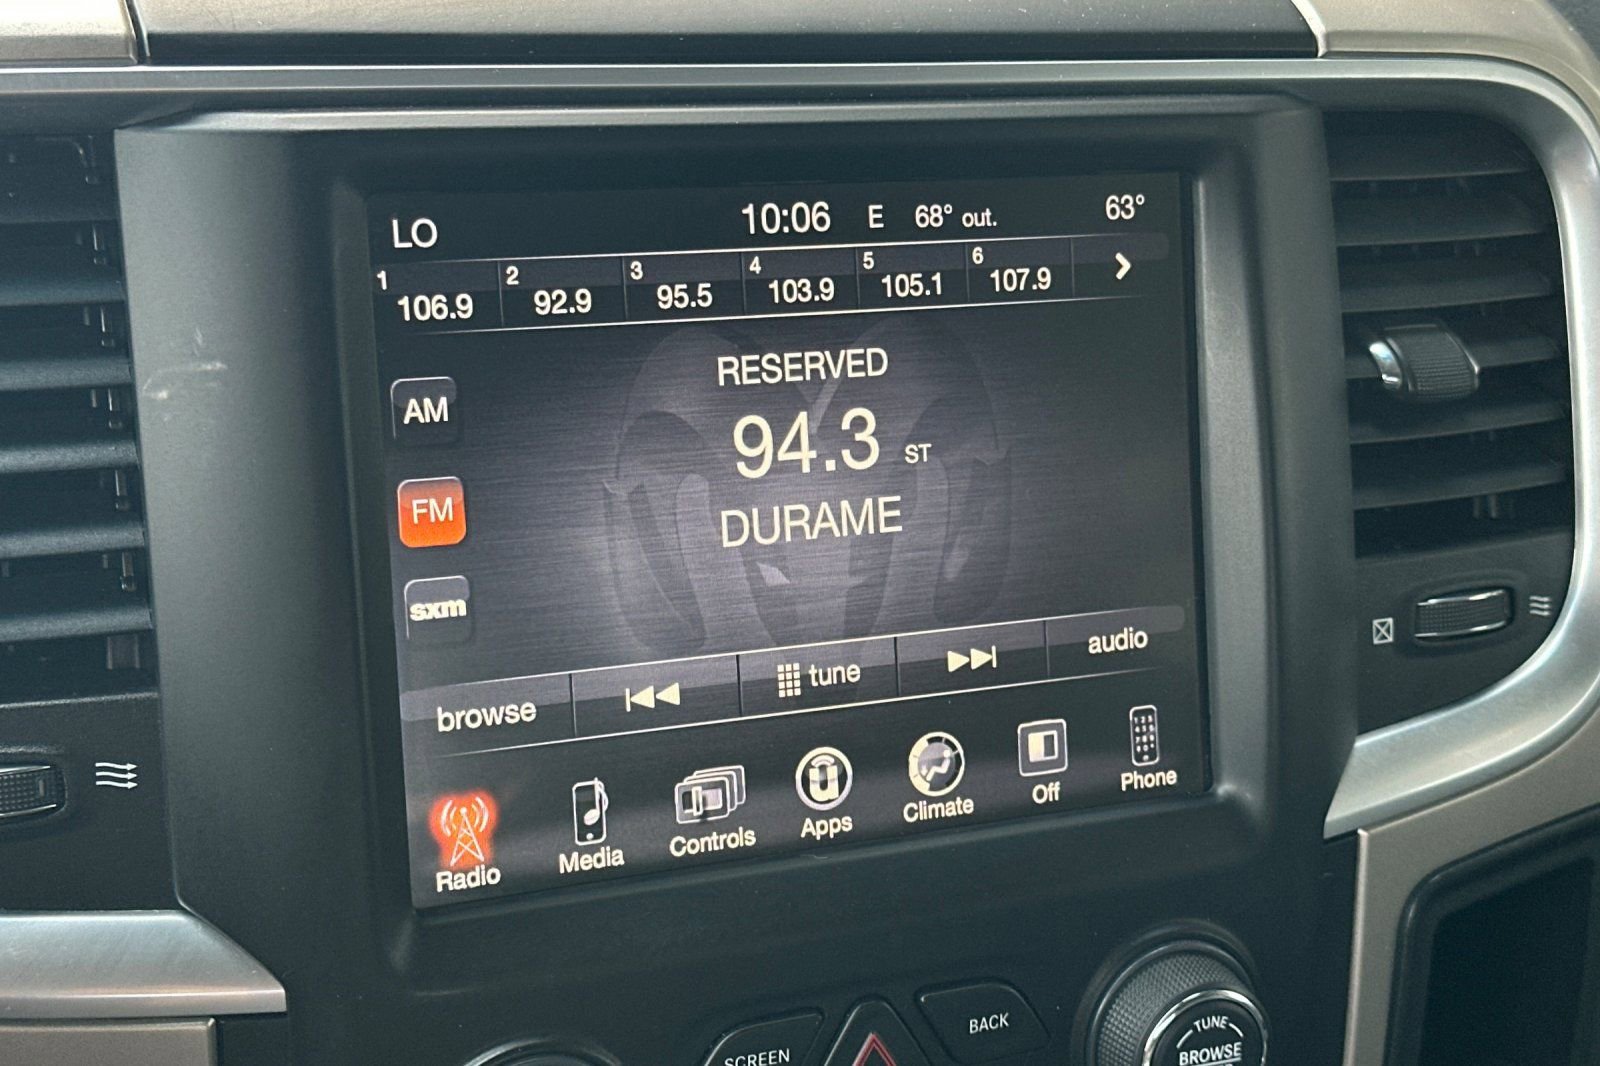 LO 10:06 E 68° out. 63°
1 106.9 2 92.9 3 95.5 4 103.9 5 105.1 6 107.9
RESERVED
AM
94.3 ST
FM
DURAME
sxm
browse tune audio
Radio Media Controls Apps Climate Off Phone
SCREEN BACK
TUNE
BROWSE